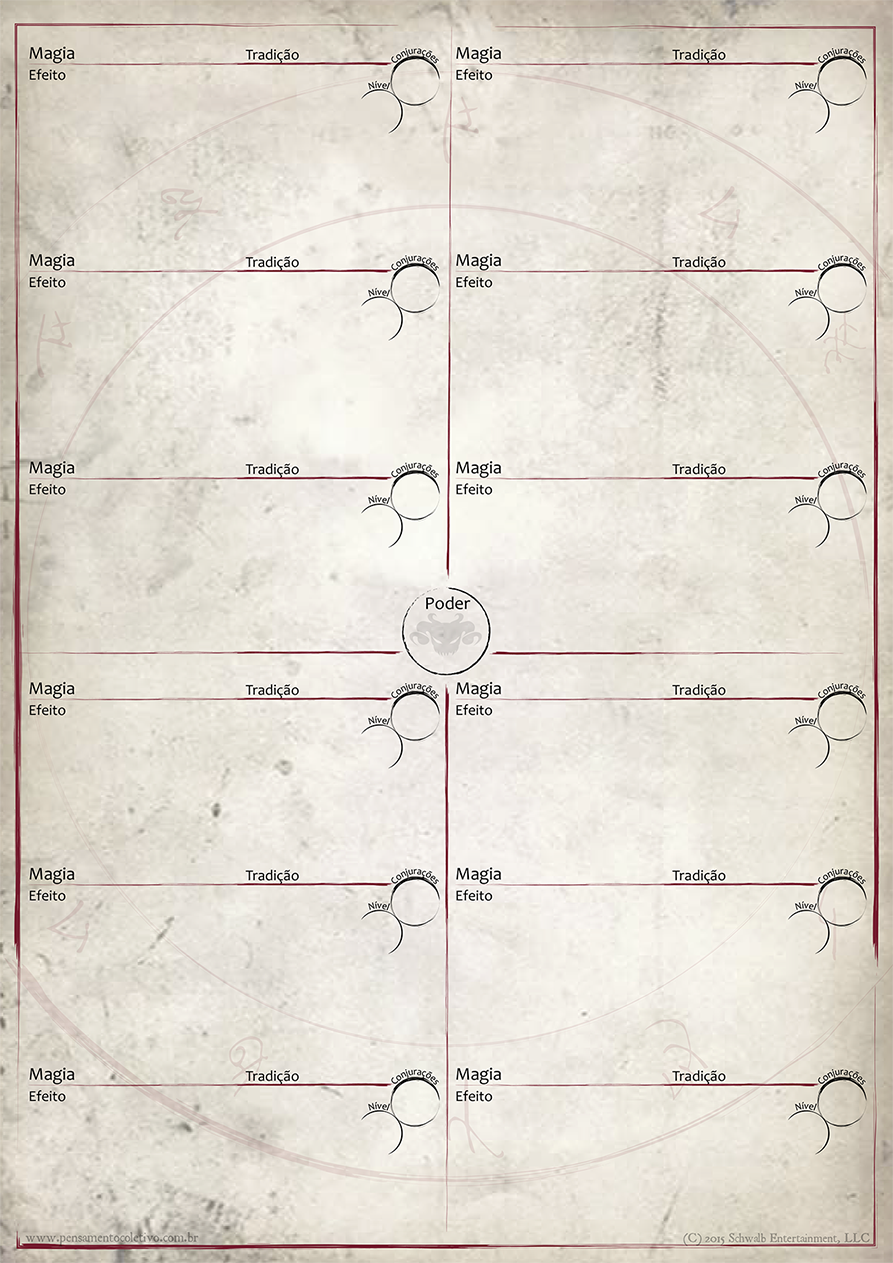 Magia Tradição Conjurações
Efeito Nível
Magia Tradição Conjurações
Efeito Nível
Magia Tradição Conjurações
Efeito Nível
Magia Tradição Conjurações
Efeito Nível
Magia Tradição Conjurações
Efeito Nível
Magia Tradição Conjurações
Efeito Nível
Poder
Magia Tradição Conjurações
Efeito Nível
Magia Tradição Conjurações
Efeito Nível
Magia Tradição Conjurações
Efeito Nível
Magia Tradição Conjurações
Efeito Nível
Magia Tradição Conjurações
Efeito Nível
Magia Tradição Conjurações
Efeito Nível
www.pensamentocoletivo.com.br
(C) 2015 Schwalb Entertainment, LLC